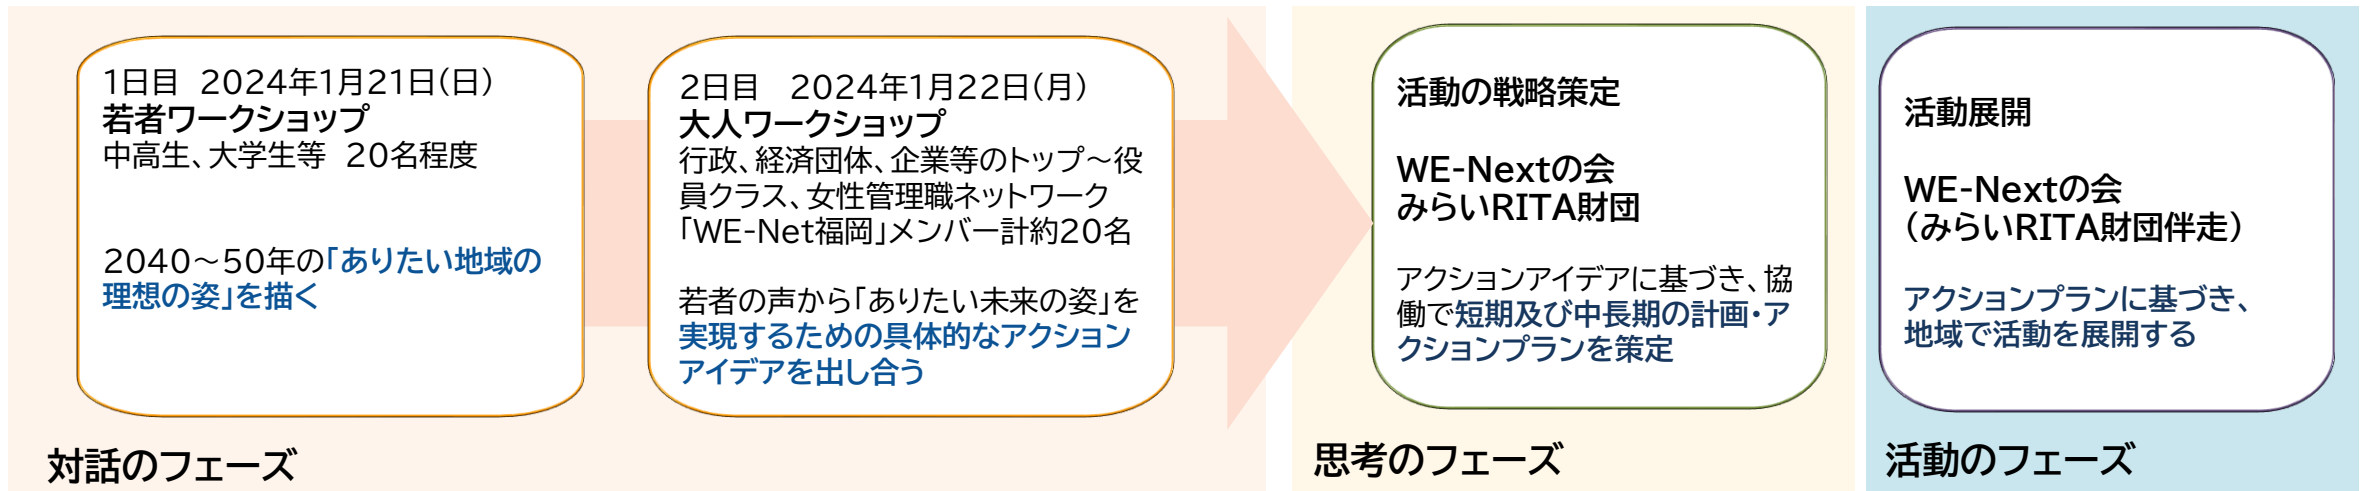 1日目 2024年1月21日(日)
若者ワークショップ
中高生、大学生等 20名程度
2040～50年の「ありたい地域の
理想の姿」を描く
2日目 2024年1月22日(月)
大人ワークショップ
行政、経済団体、企業等のトップ～役
員クラス、女性管理職ネットワーク
「WE-Net福岡」メンバー計約20名
若者の声から「ありたい未来の姿」を
実現するための具体的なアクション
アイデアを出し合う
対話のフェーズ
活動の戦略策定
WE-Nextの会
みらいRITA財団
アクションアイデアに基づき、協
働で短期及び中長期の計画・ア
クションプランを策定
思考のフェーズ
活動展開
WE-Nextの会
(みらいRITA財団伴走)
アクションプランに基づき、
地域で活動を展開する
活動のフェーズ